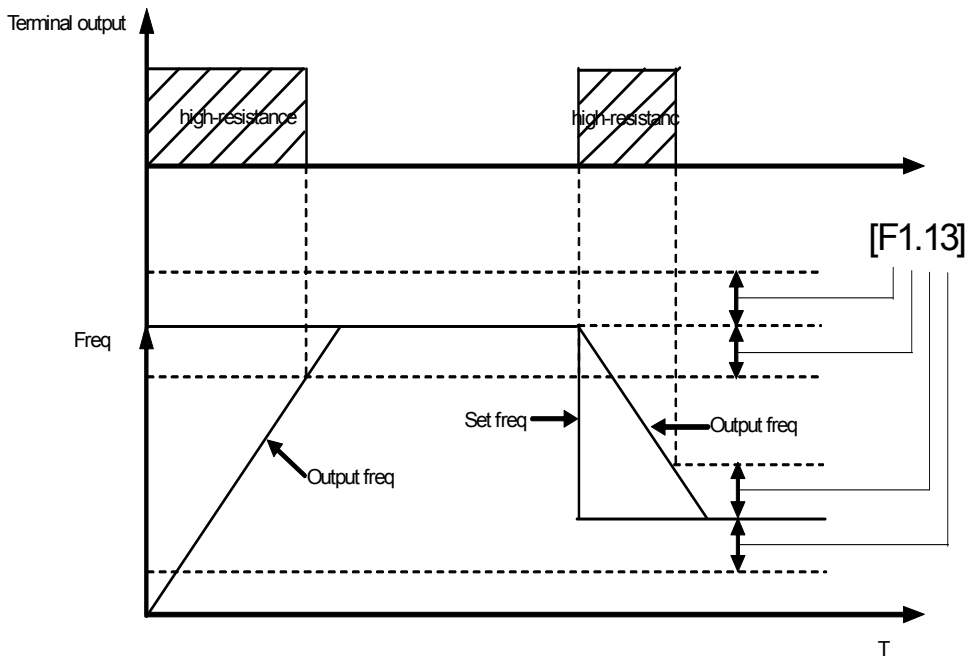 Terminal output
high-resistance
high-resistanc
[F1.13]
Freq
Set freq
Output freq
Output freq
T